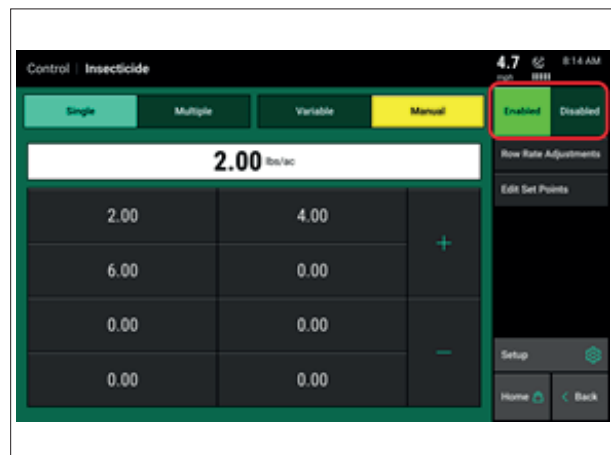 Control | Insecticide
4.7 8:14 AM
mph
Single Multiple Variable Manual Enabled Disabled
2.00 lbs/ac
Row Rate Adjustments
Edit Set Points
2.00 4.00
+
6.00 0.00
0.00 0.00
−
0.00 0.00
Setup
Home < Back